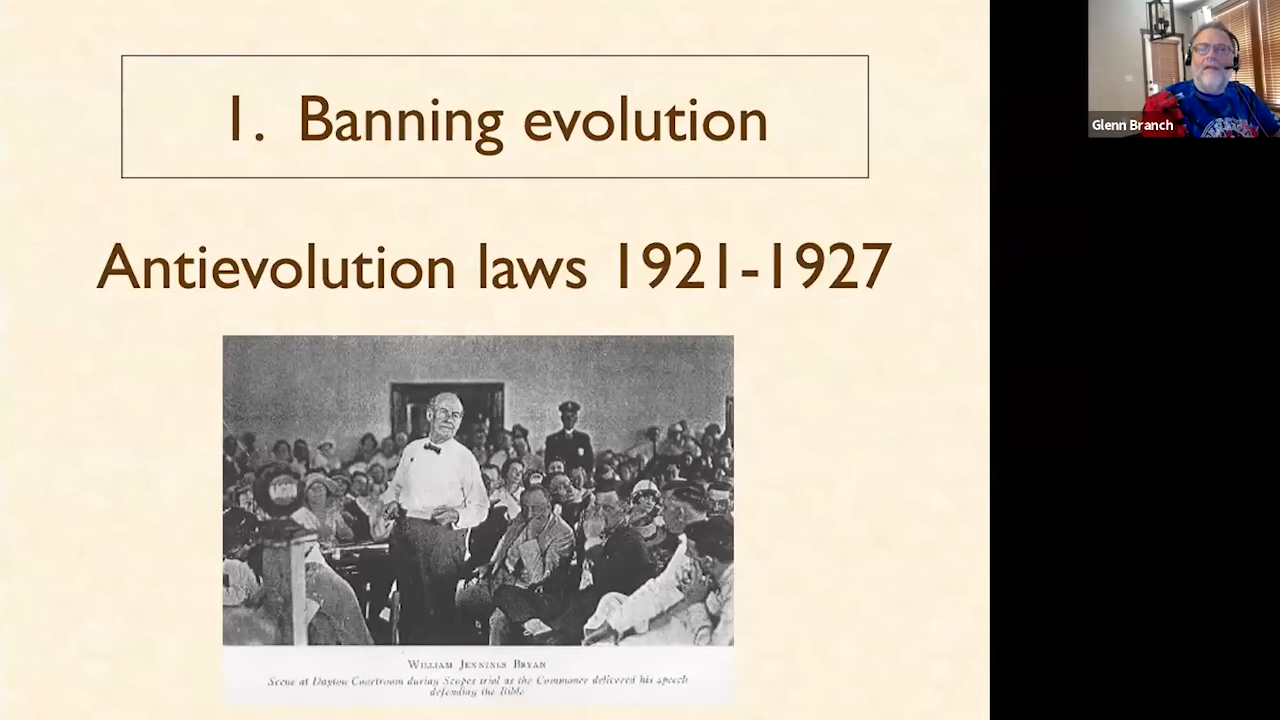 1. Banning evolution
Antievolution laws 1921-1927
WILLIAM JENNINGS BRYAN
Scene at Dayton Courtroom during Scopes trial as the Commoner delivered his speech
defending the Bible
Glenn Branch